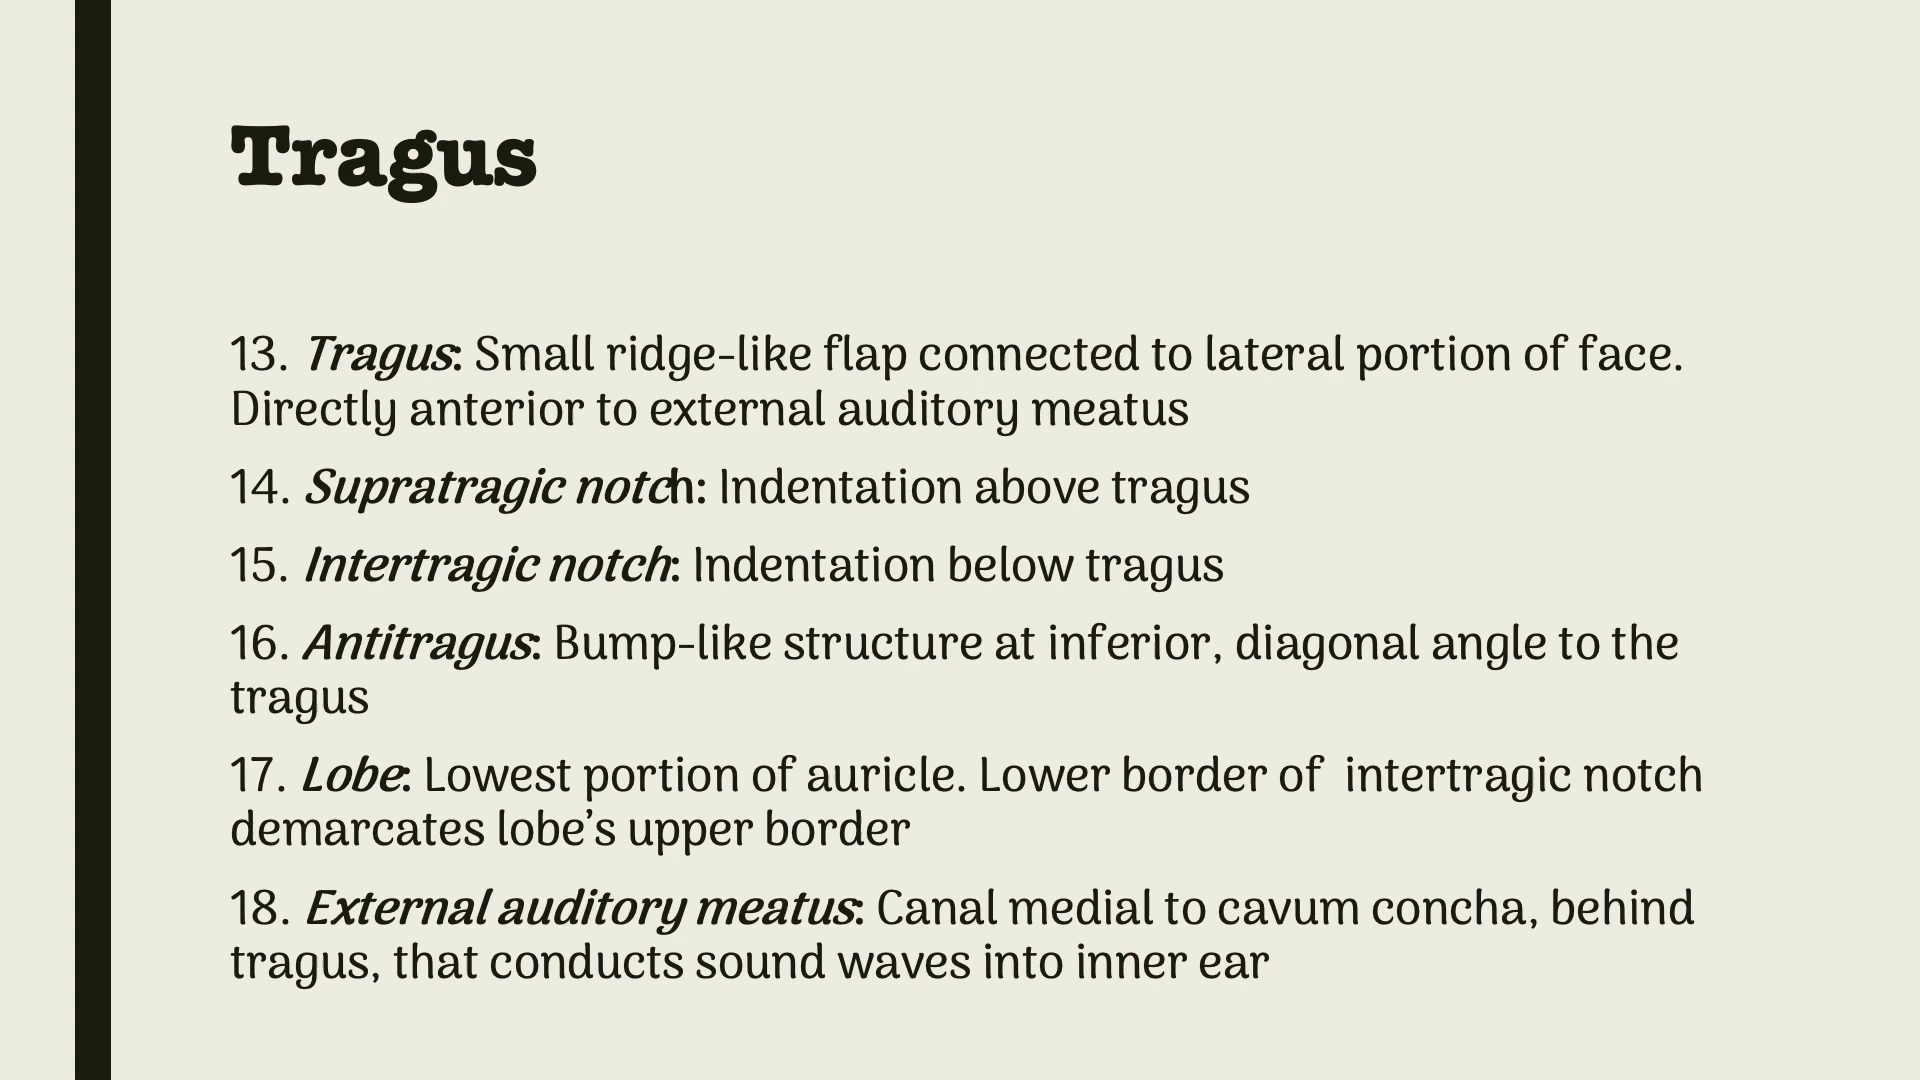 Tragus
13. Tragus: Small ridge-like flap connected to lateral portion of face.
Directly anterior to external auditory meatus
14. Supratragic notch: Indentation above tragus
15. Intertragic notch: Indentation below tragus
16. Antitragus: Bump-like structure at inferior, diagonal angle to the
tragus
17. Lobe: Lowest portion of auricle. Lower border of  intertragic notch
demarcates lobe’s upper border
18. External auditory meatus: Canal medial to cavum concha, behind
tragus, that conducts sound waves into inner ear